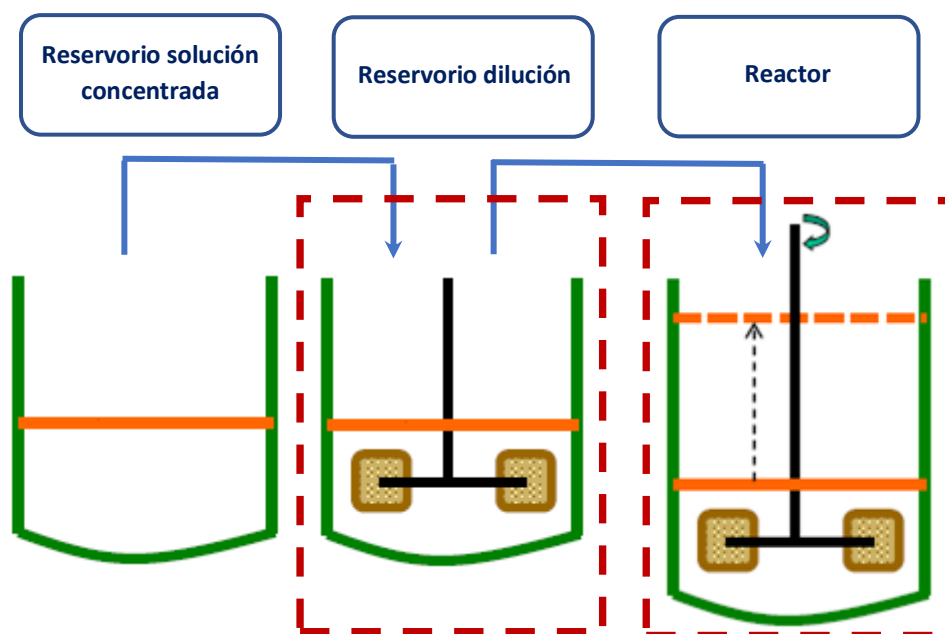 Reservorio solución
concentrada
Reservorio dilución
Reactor